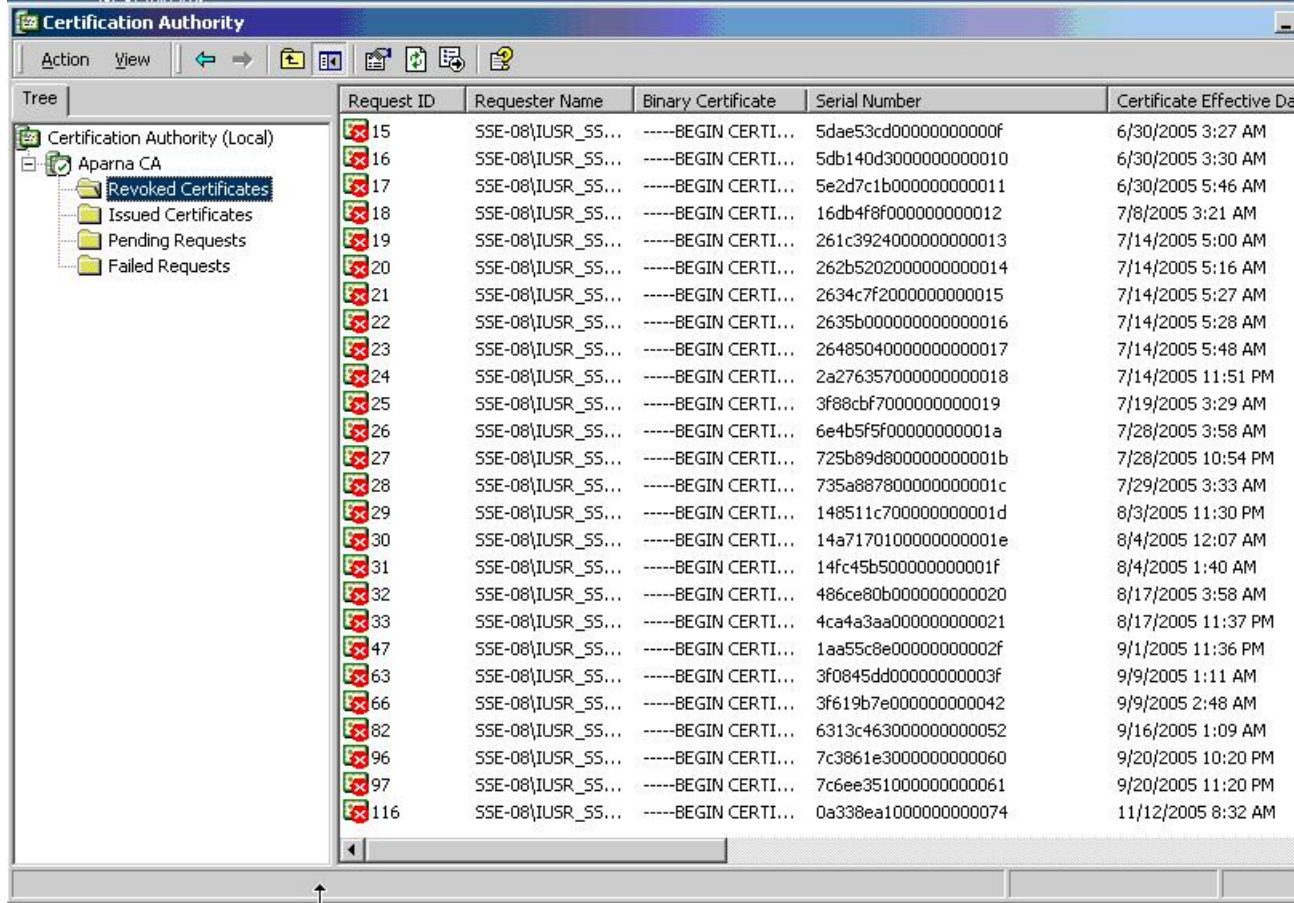 Certification Authority
Action View
Tree
Request ID Requester Name Binary Certificate Serial Number Certificate Effective Da
Certification Authority (Local)
Aparna CA
Revoked Certificates
Issued Certificates
Pending Requests
Failed Requests
15 SSE-08\IUSR_SS... -----BEGIN CERTI... 5dae53cd00000000000f 6/30/2005 3:27 AM
16 SSE-08\IUSR_SS... -----BEGIN CERTI... 5db140d3000000000010 6/30/2005 3:30 AM
17 SSE-08\IUSR_SS... -----BEGIN CERTI... 5e2d7c1b000000000011 6/30/2005 5:46 AM
18 SSE-08\IUSR_SS... -----BEGIN CERTI... 16db4f8f000000000012 7/8/2005 3:21 AM
19 SSE-08\IUSR_SS... -----BEGIN CERTI... 261c3924000000000013 7/14/2005 5:00 AM
20 SSE-08\IUSR_SS... -----BEGIN CERTI... 262b5202000000000014 7/14/2005 5:16 AM
21 SSE-08\IUSR_SS... -----BEGIN CERTI... 2634c7f2000000000015 7/14/2005 5:27 AM
22 SSE-08\IUSR_SS... -----BEGIN CERTI... 2635b000000000000016 7/14/2005 5:28 AM
23 SSE-08\IUSR_SS... -----BEGIN CERTI... 26485040000000000017 7/14/2005 5:48 AM
24 SSE-08\IUSR_SS... -----BEGIN CERTI... 2a276357000000000018 7/14/2005 11:51 PM
25 SSE-08\IUSR_SS... -----BEGIN CERTI... 3f88cbf7000000000019 7/19/2005 3:29 AM
26 SSE-08\IUSR_SS... -----BEGIN CERTI... 6e4b5f5f00000000001a 7/28/2005 3:58 AM
27 SSE-08\IUSR_SS... -----BEGIN CERTI... 725b89d800000000001b 7/28/2005 10:54 PM
28 SSE-08\IUSR_SS... -----BEGIN CERTI... 735a887800000000001c 7/29/2005 3:33 AM
29 SSE-08\IUSR_SS... -----BEGIN CERTI... 148511c700000000001d 8/3/2005 11:30 PM
30 SSE-08\IUSR_SS... -----BEGIN CERTI... 14a7170100000000001e 8/4/2005 12:07 AM
31 SSE-08\IUSR_SS... -----BEGIN CERTI... 14fc45b500000000001f 8/4/2005 1:40 AM
32 SSE-08\IUSR_SS... -----BEGIN CERTI... 486ce80b000000000020 8/17/2005 3:58 AM
33 SSE-08\IUSR_SS... -----BEGIN CERTI... 4ca4a3aa000000000021 8/17/2005 11:37 PM
47 SSE-08\IUSR_SS... -----BEGIN CERTI... 1aa55c8e00000000002f 9/1/2005 11:36 PM
63 SSE-08\IUSR_SS... -----BEGIN CERTI... 3f0845dd00000000003f 9/9/2005 1:11 AM
66 SSE-08\IUSR_SS... -----BEGIN CERTI... 3f619b7e000000000042 9/9/2005 2:48 AM
82 SSE-08\IUSR_SS... -----BEGIN CERTI... 6313c463000000000052 9/16/2005 1:09 AM
96 SSE-08\IUSR_SS... -----BEGIN CERTI... 7c3861e3000000000060 9/20/2005 10:20 PM
97 SSE-08\IUSR_SS... -----BEGIN CERTI... 7c6ee351000000000061 9/20/2005 11:20 PM
116 SSE-08\IUSR_SS... -----BEGIN CERTI... 0a338ea1000000000074 11/12/2005 8:32 AM